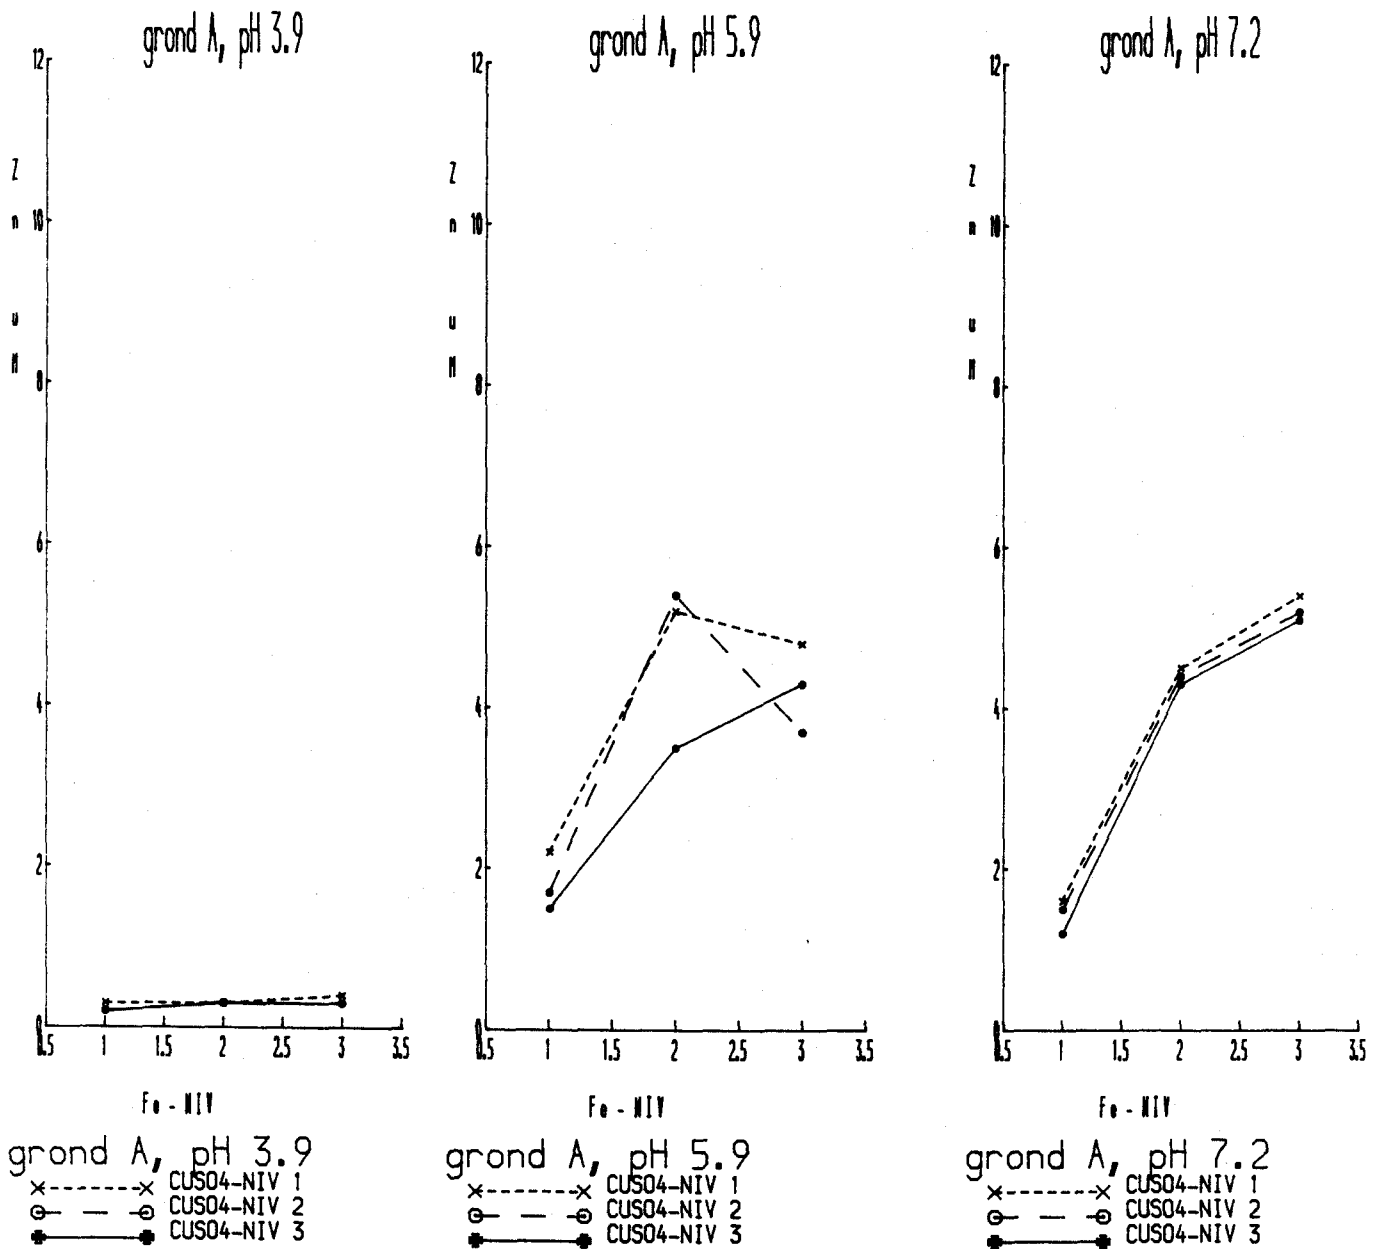 grond A, pH 3.9
12
10
8
6
4
2
0
Z
n
u
M
0.5 1 1.5 2 2.5 3 3.5
Fe - NIV
grond A, pH 3.9
CUSO4-NIV 1
CUSO4-NIV 2
CUSO4-NIV 3
grond A, pH 5.9
12
10
8
6
4
2
0
Z
n
u
M
0.5 1 1.5 2 2.5 3 3.5
Fe - NIV
grond A, pH 5.9
CUSO4-NIV 1
CUSO4-NIV 2
CUSO4-NIV 3
grond A, pH 7.2
12
10
8
6
4
2
0
Z
n
u
M
0.5 1 1.5 2 2.5 3 3.5
Fe - NIV
grond A, pH 7.2
CUSO4-NIV 1
CUSO4-NIV 2
CUSO4-NIV 3